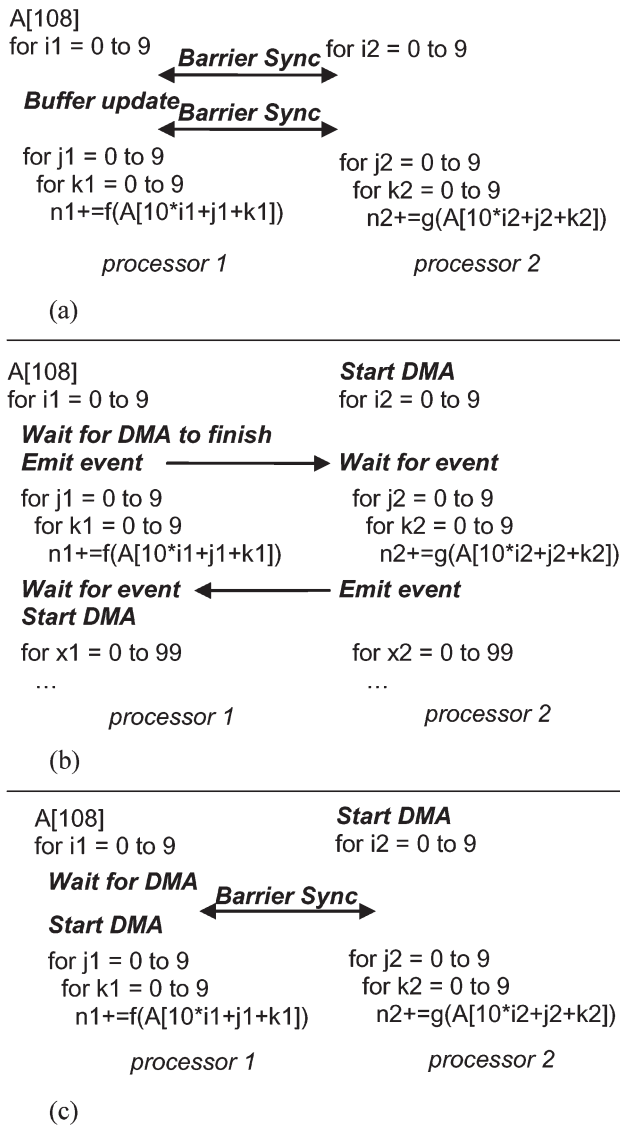 A[108]
for i1 = 0 to 9
for i2 = 0 to 9
Barrier Sync
Buffer update
Barrier Sync
for j1 = 0 to 9
for j2 = 0 to 9
for k1 = 0 to 9
for k2 = 0 to 9
n1+=f(A[10*i1+j1+k1])
n2+=g(A[10*i2+j2+k2])
processor 1
processor 2
(a)
A[108]
Start DMA
for i1 = 0 to 9
for i2 = 0 to 9
Wait for DMA to finish
Emit event
Wait for event
for j1 = 0 to 9
for j2 = 0 to 9
for k1 = 0 to 9
for k2 = 0 to 9
n1+=f(A[10*i1+j1+k1])
n2+=g(A[10*i2+j2+k2])
Wait for event
Emit event
Start DMA
for x1 = 0 to 99
for x2 = 0 to 99
...
...
processor 1
processor 2
(b)
A[108]
Start DMA
for i1 = 0 to 9
for i2 = 0 to 9
Wait for DMA
Barrier Sync
Start DMA
for j1 = 0 to 9
for j2 = 0 to 9
for k1 = 0 to 9
for k2 = 0 to 9
n1+=f(A[10*i1+j1+k1])
n2+=g(A[10*i2+j2+k2])
processor 1
processor 2
(c)